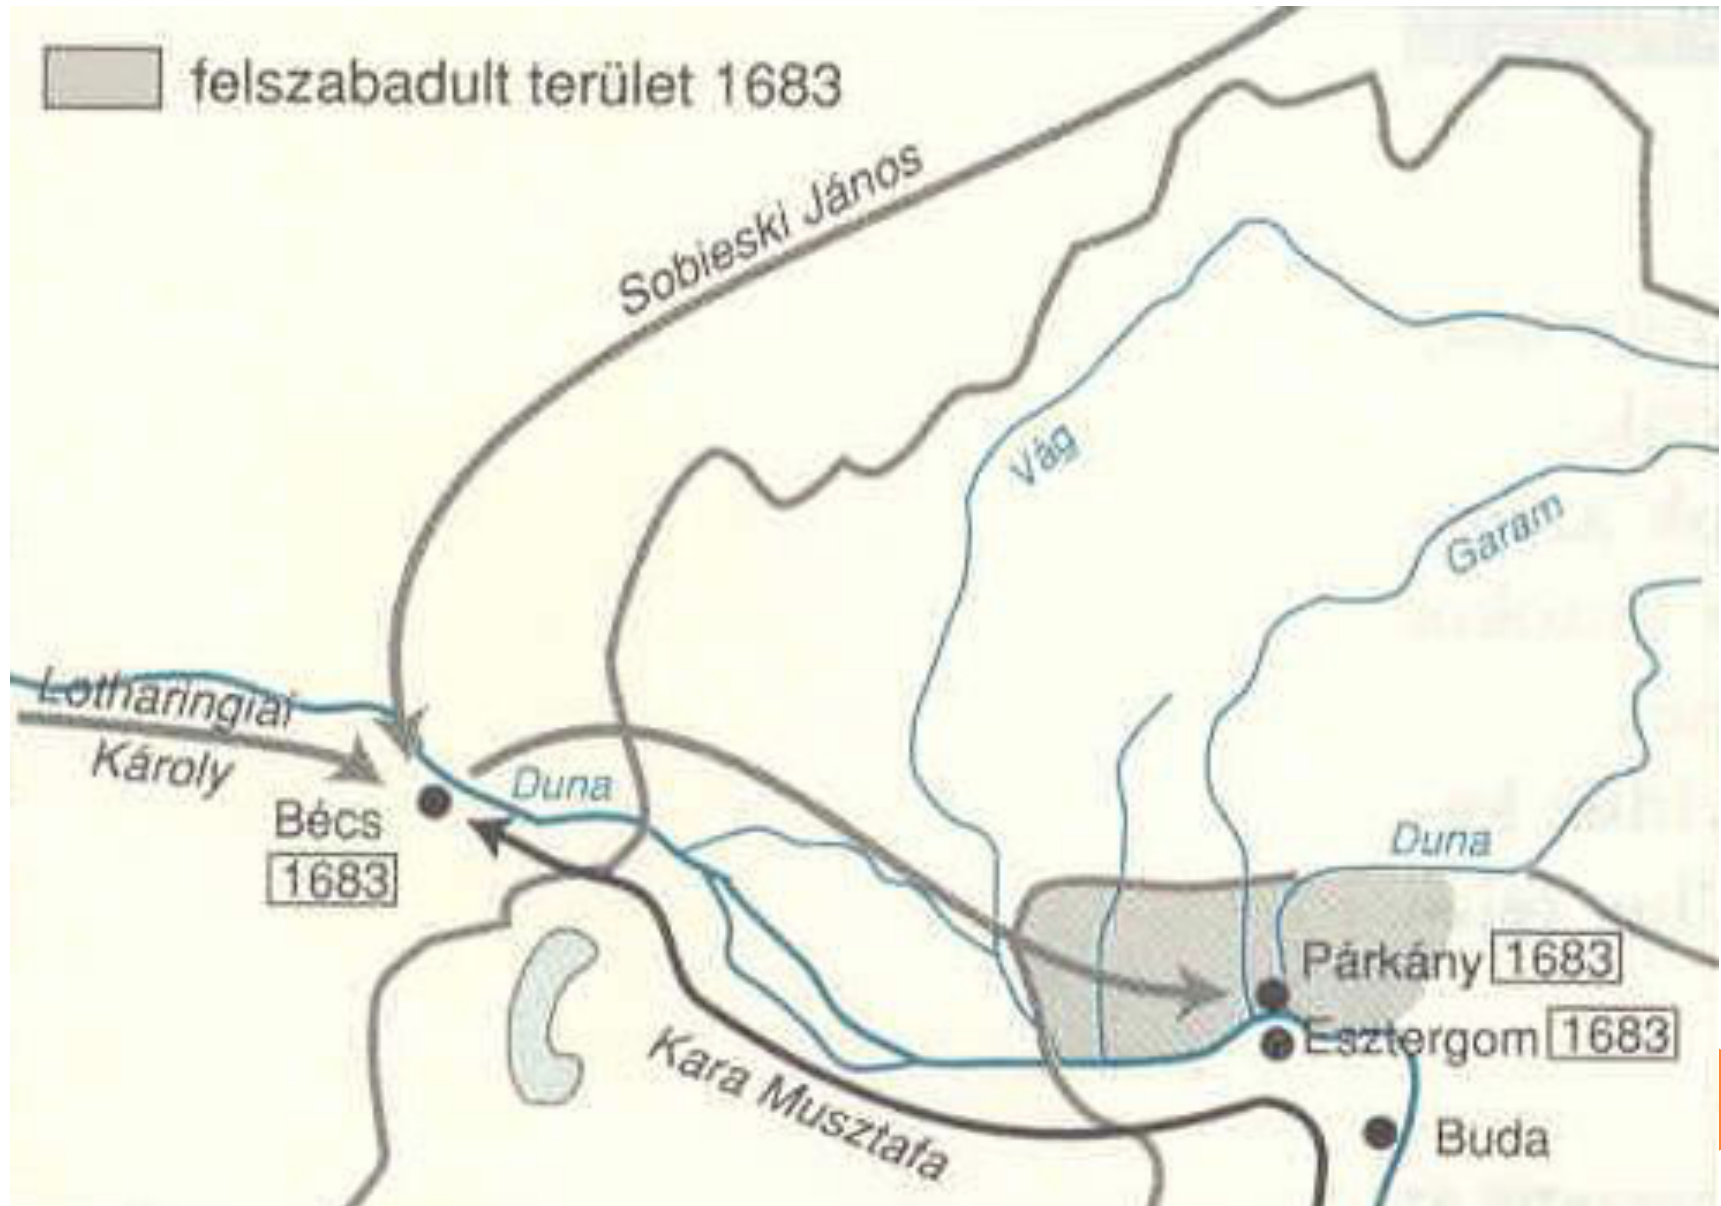 felszabadult terület 1683
Sobieski János
Vág
Garam
Lotharingiai
Károly
Duna
Bécs
1683
Duna
Párkány 1683
Esztergom 1683
Kara Musztafa
Buda